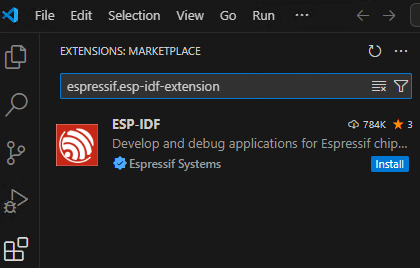 File Edit Selection View Go Run ···
EXTENSIONS: MARKETPLACE
espressif.esp-idf-extension
ESP-IDF 784K 3
Develop and debug applications for Espressif chip...
Espressif Systems Install